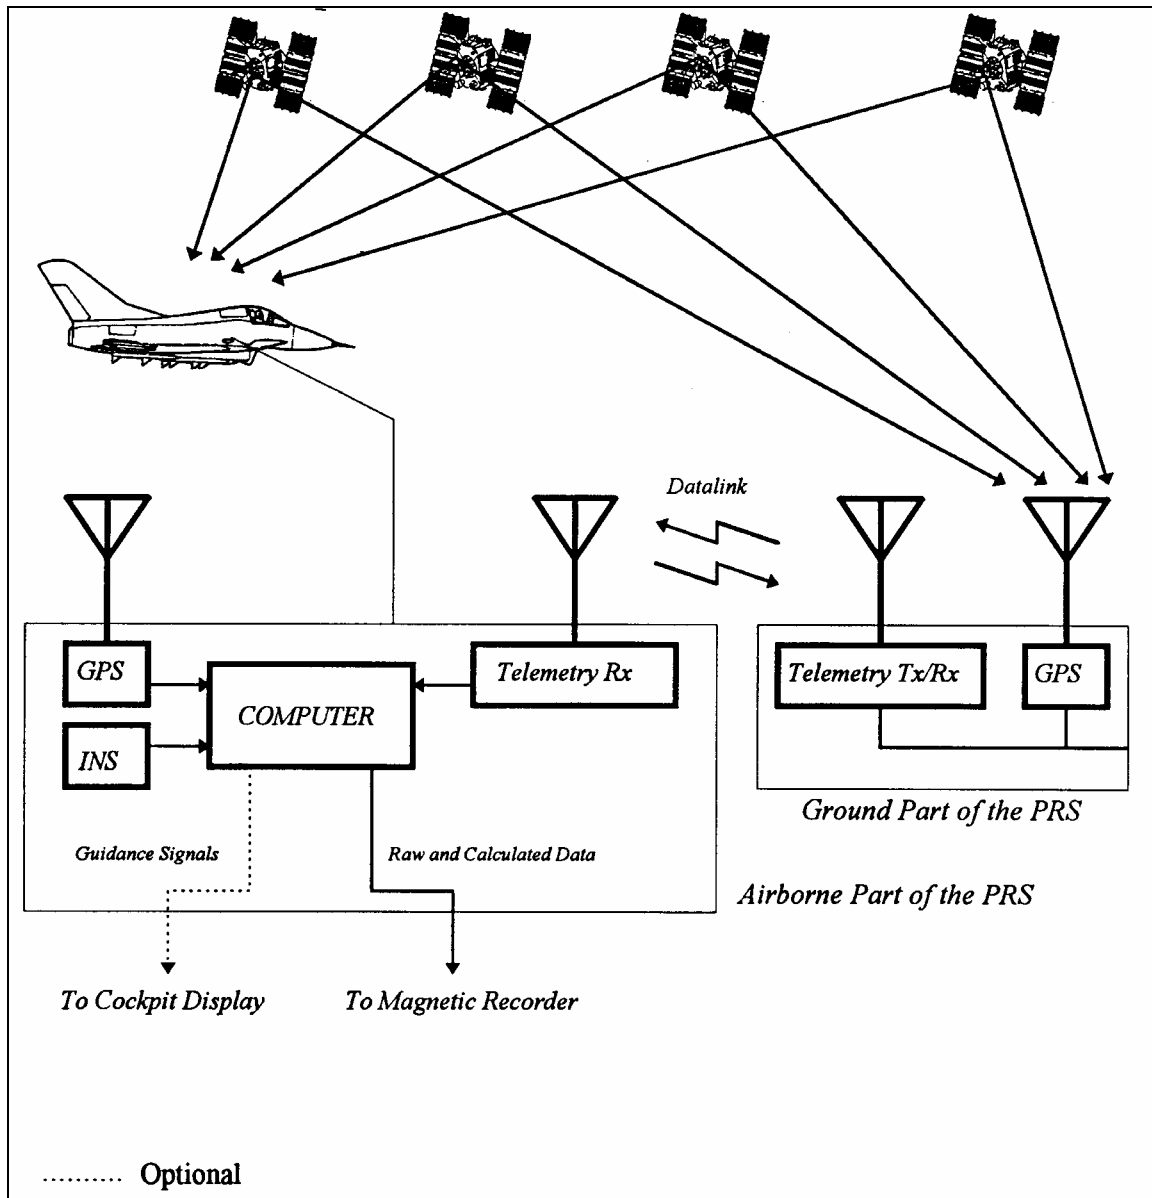 Datalink
GPS
Telemetry Rx
Telemetry Tx/Rx
GPS
COMPUTER
INS
Ground Part of the PRS
Guidance Signals
Raw and Calculated Data
Airborne Part of the PRS
To Cockpit Display
To Magnetic Recorder
Optional